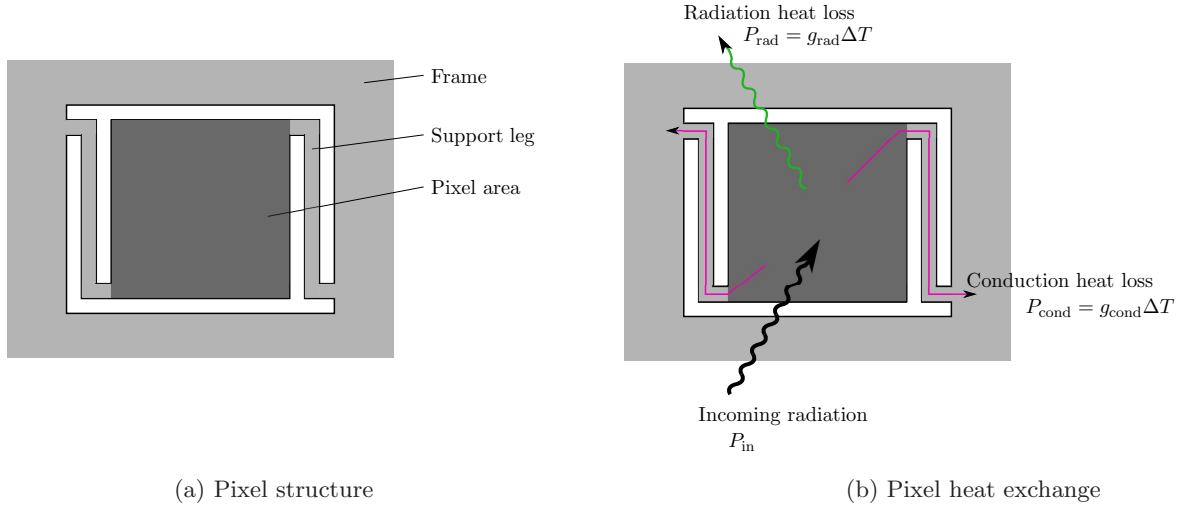 Frame
Support leg
Pixel area
(a) Pixel structure
Radiation heat loss
P_rad = g_rad ΔT
Conduction heat loss
P_cond = g_cond ΔT
Incoming radiation
P_in
(b) Pixel heat exchange